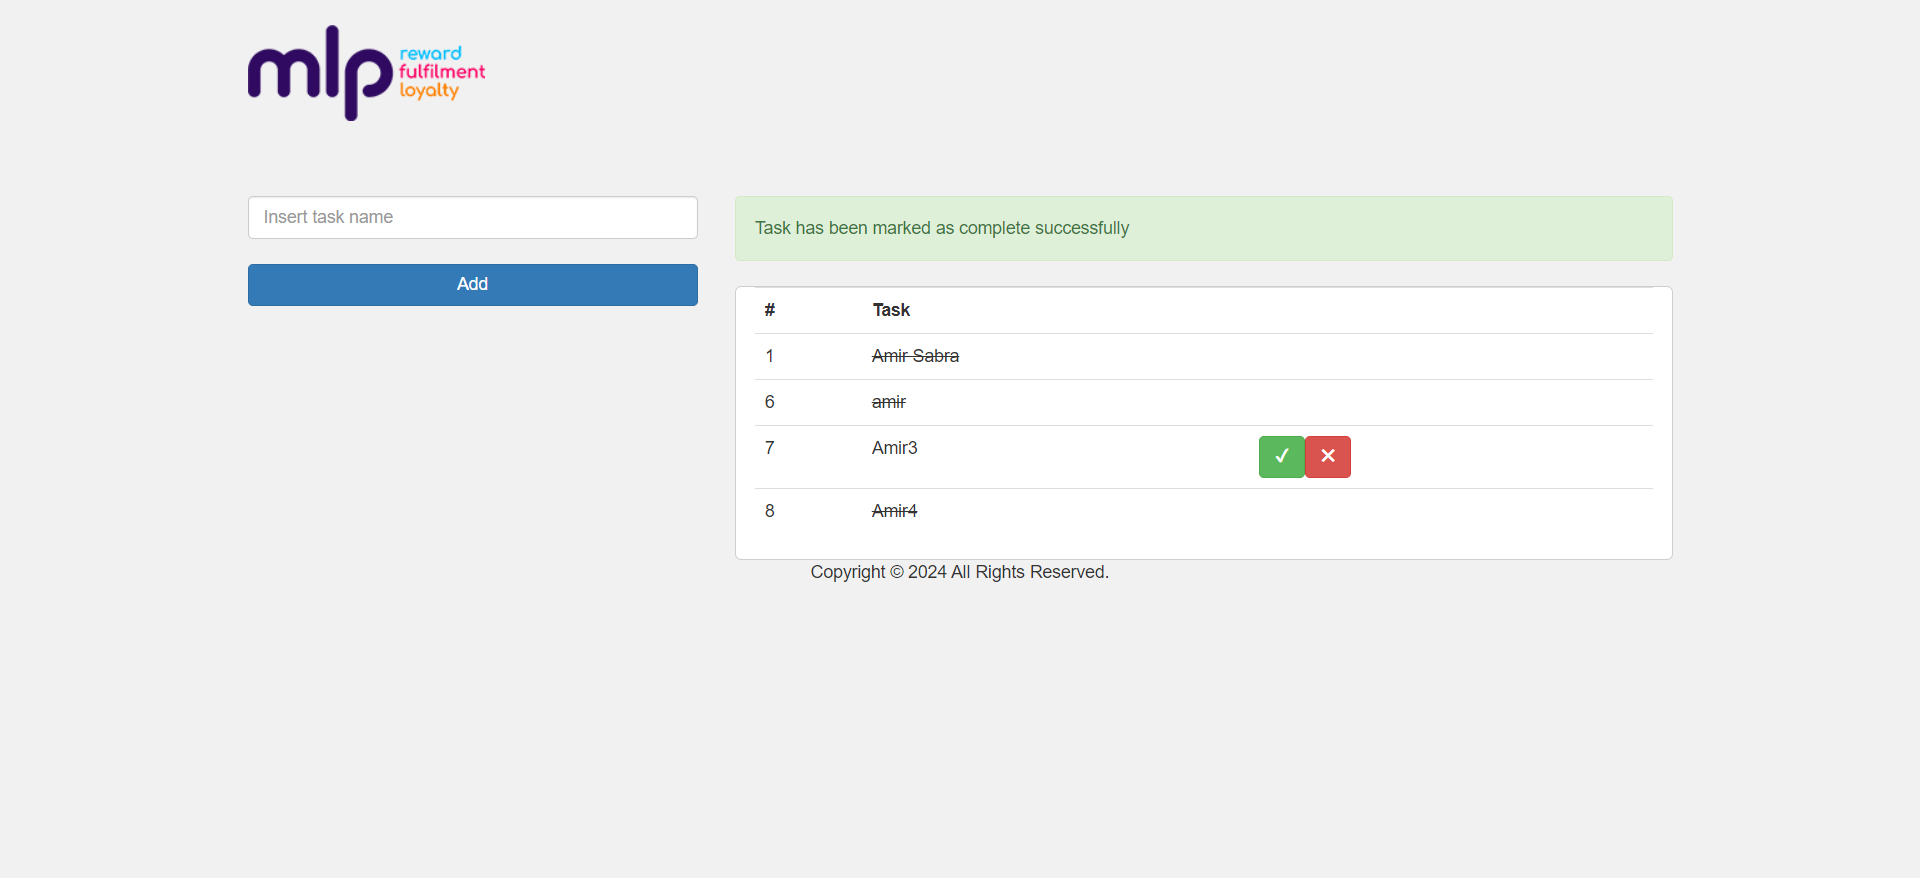 mlp
reward
fulfilment
loyalty
Insert task name
Add
Task has been marked as complete successfully
# Task
1 Amir Sabra
6 amir
7 Amir3
8 Amir4
Copyright © 2024 All Rights Reserved.